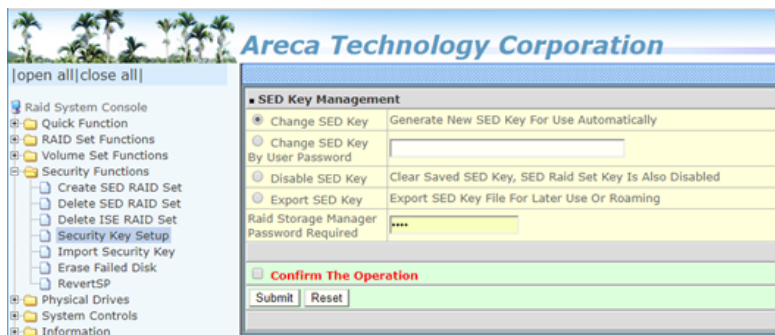 Areca Technology Corporation
|open all|close all|
Raid System Console
Quick Function
RAID Set Functions
Volume Set Functions
Security Functions
Create SED RAID Set
Delete SED RAID Set
Delete ISE RAID Set
Security Key Setup
Import Security Key
Erase Failed Disk
RevertSP
Physical Drives
System Controls
Information
SED Key Management
Change SED Key Generate New SED Key For Use Automatically
Change SED Key
By User Password
Disable SED Key Clear Saved SED Key, SED Raid Set Key Is Also Disabled
Export SED Key Export SED Key File For Later Use Or Roaming
Raid Storage Manager
Password Required ••••
Confirm The Operation
Submit Reset